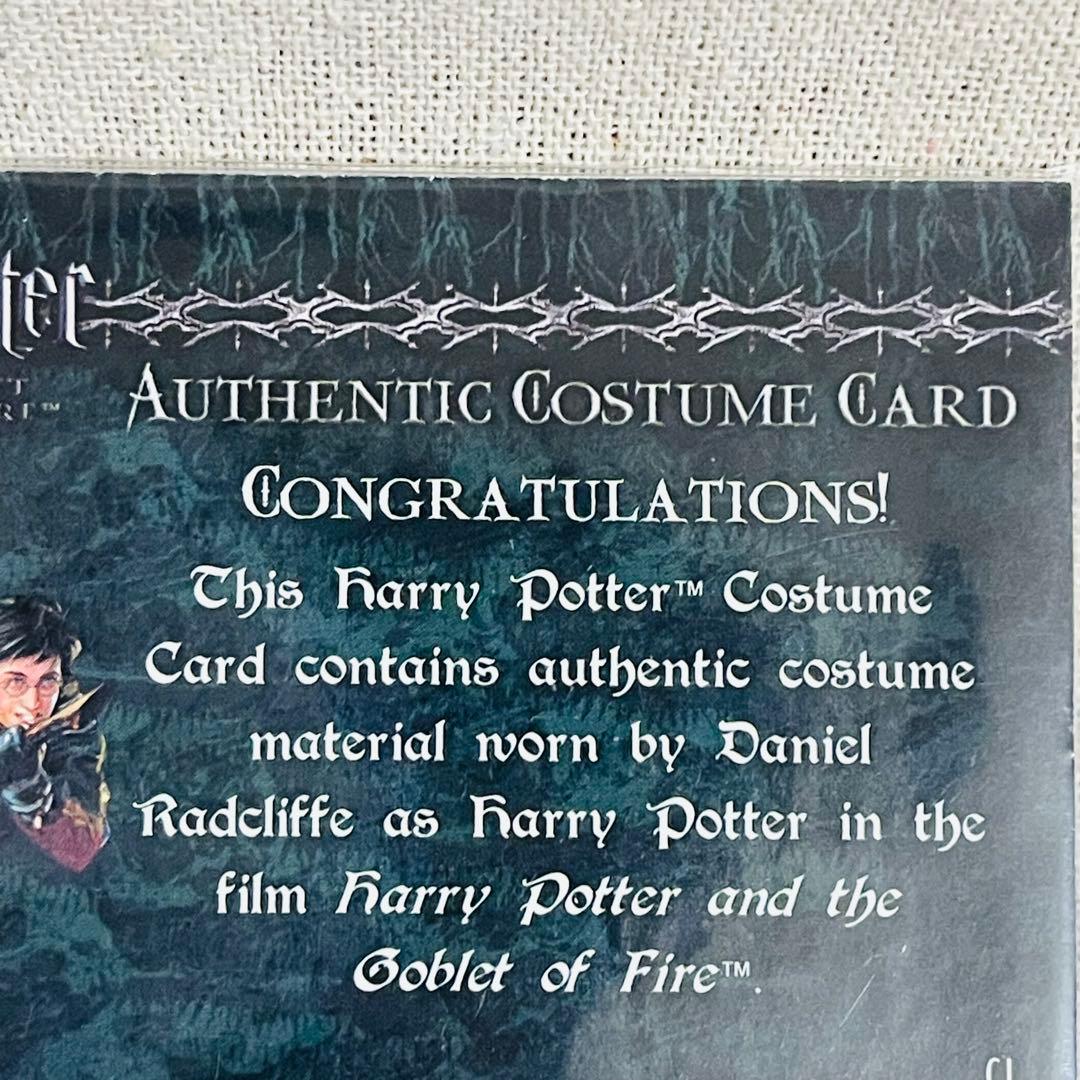 tter
AUTHENTIC COSTUME CARD
CONGRATULATIONS!
This Harry Potter™ Costume
Card contains authentic costume
material worn by Daniel
Radcliffe as Harry Potter in the
film Harry Potter and the
Goblet of Fire™.